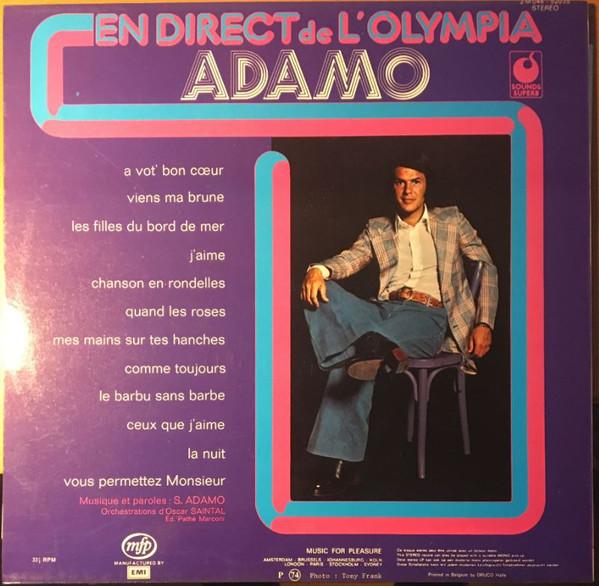 EN DIRECT de L'OLYMPIA
STEREO
ADAMO
SOUNDS
SUPERB
a vot' bon cœur
viens ma brune
les filles du bord de mer
j'aime
chanson en rondelles
quand les roses
mes mains sur tes hanches
comme toujours
le barbu sans barbe
ceux que j'aime
la nuit
vous permettez Monsieur
Musique et paroles : S. ADAMO
Orchestrations d'Oscar SAINTAL
Ed. Pathé Marconi
33⅓ RPM
mfp
MANUFACTURED BY
EMI
MUSIC FOR PLEASURE
AMSTERDAM - BRUSSELS - JOHANNESBURG - KÖLN
LONDON - PARIS - STOCKHOLM - SYDNEY
P 74 Photo : Tony Frank
Printed in Belgium by DRUCO Halle